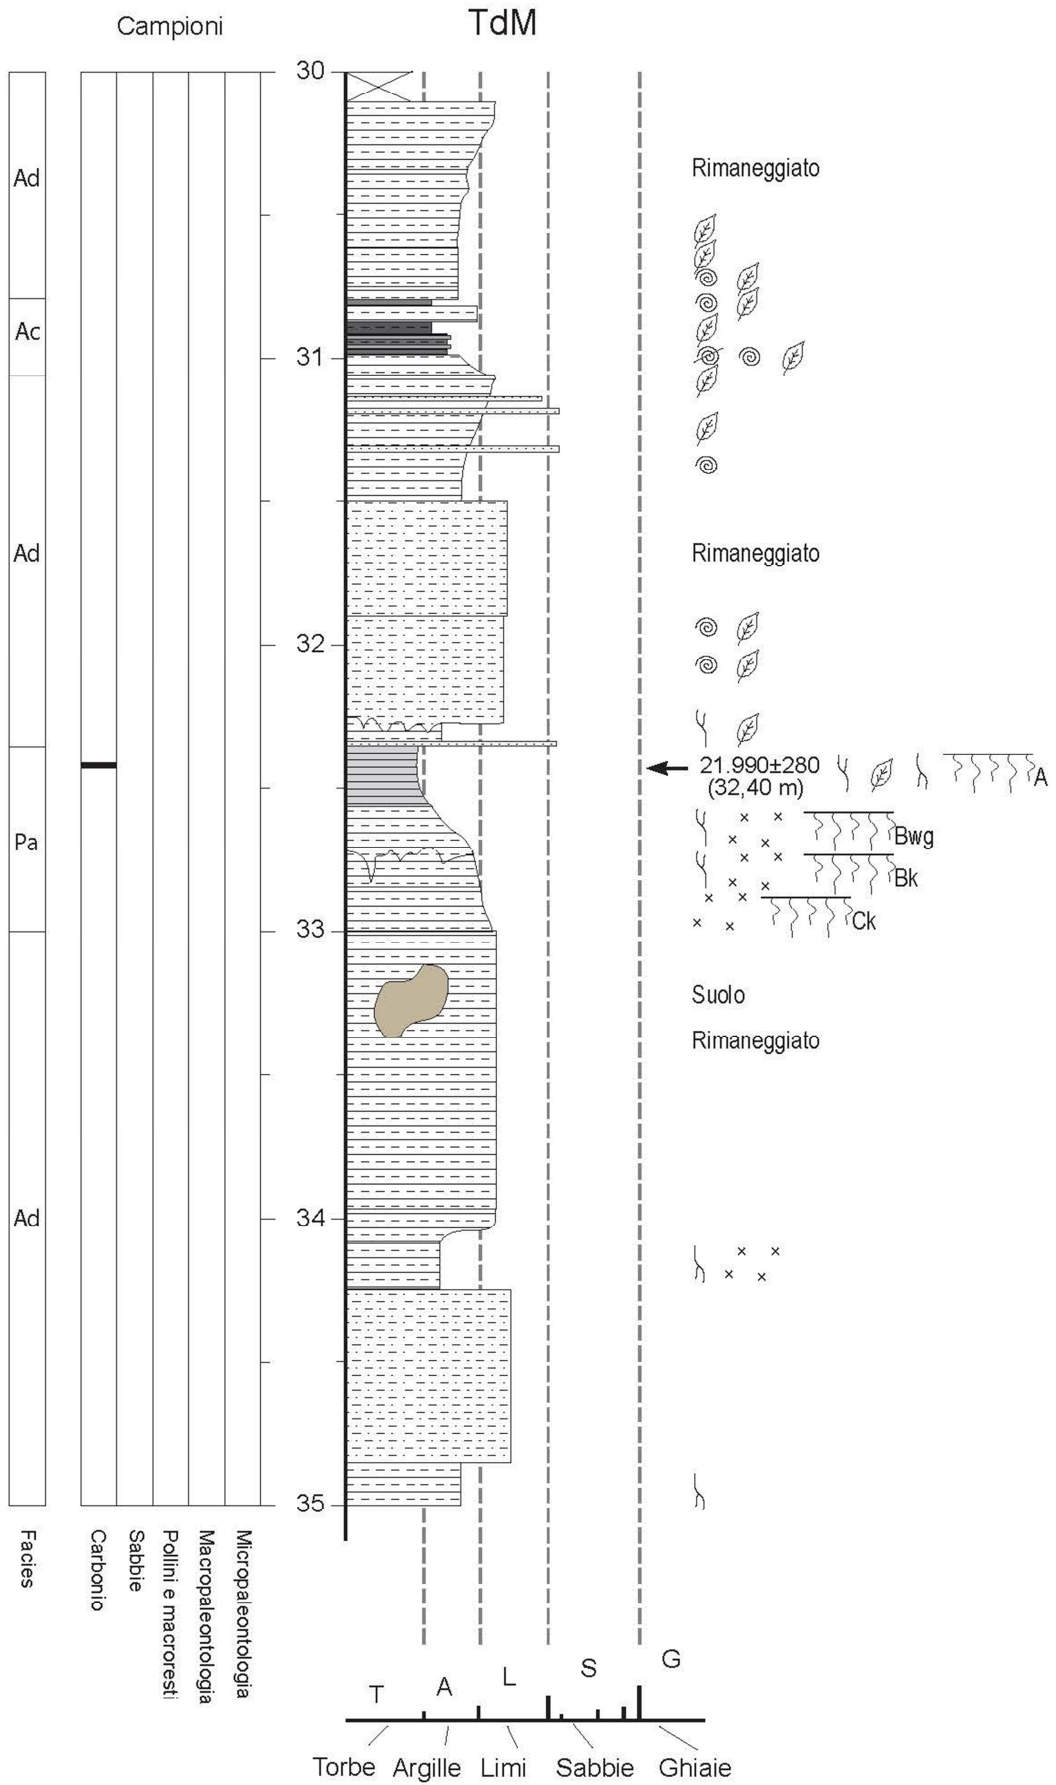 Campioni
TdM
30
Ad
Rimaneggiato
Ac
31
Ad
Rimaneggiato
32
21.990±280
(32,40 m)
A
Pa
Bwg
Bk
Ck
33
Suolo
Rimaneggiato
Ad
34
35
Facies
Carbonio
Sabbie
Pollini e macroresti
Macropaleontologia
Micropaleontologia
T A L S G
Torbe Argille Limi Sabbie Ghiaie